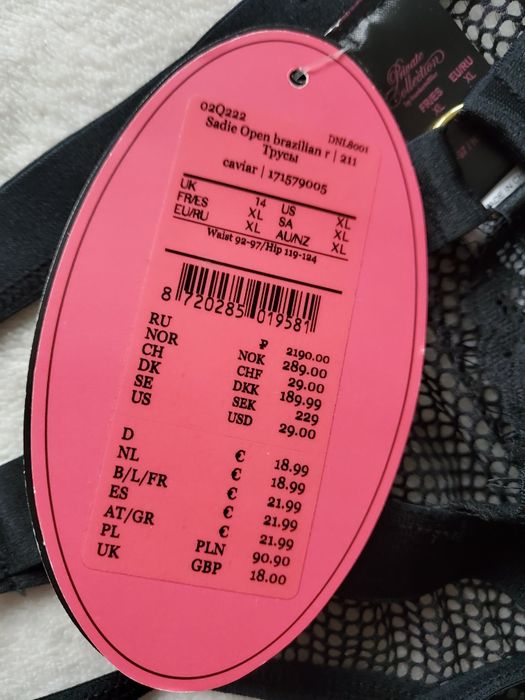 Private
Collection
FR/ES EU/RU
XL XL
02Q222 DNL8001
Sadie Open brazilian r | 211
Трусы
caviar | 171579005
UK 14 US XL
FR/ES XL SA XL
EU/RU XL AU/NZ XL
Waist 92-97/Hip 119-124
8 720285 019581
RU ₽ 2190.00
NOR NOK 289.00
CH CHF 29.00
DK DKK 189.99
SE SEK 229
US USD 29.00
D € 18.99
NL € 18.99
B/L/FR € 21.99
ES € 21.99
AT/GR € 21.99
PL PLN 90.90
UK GBP 18.00